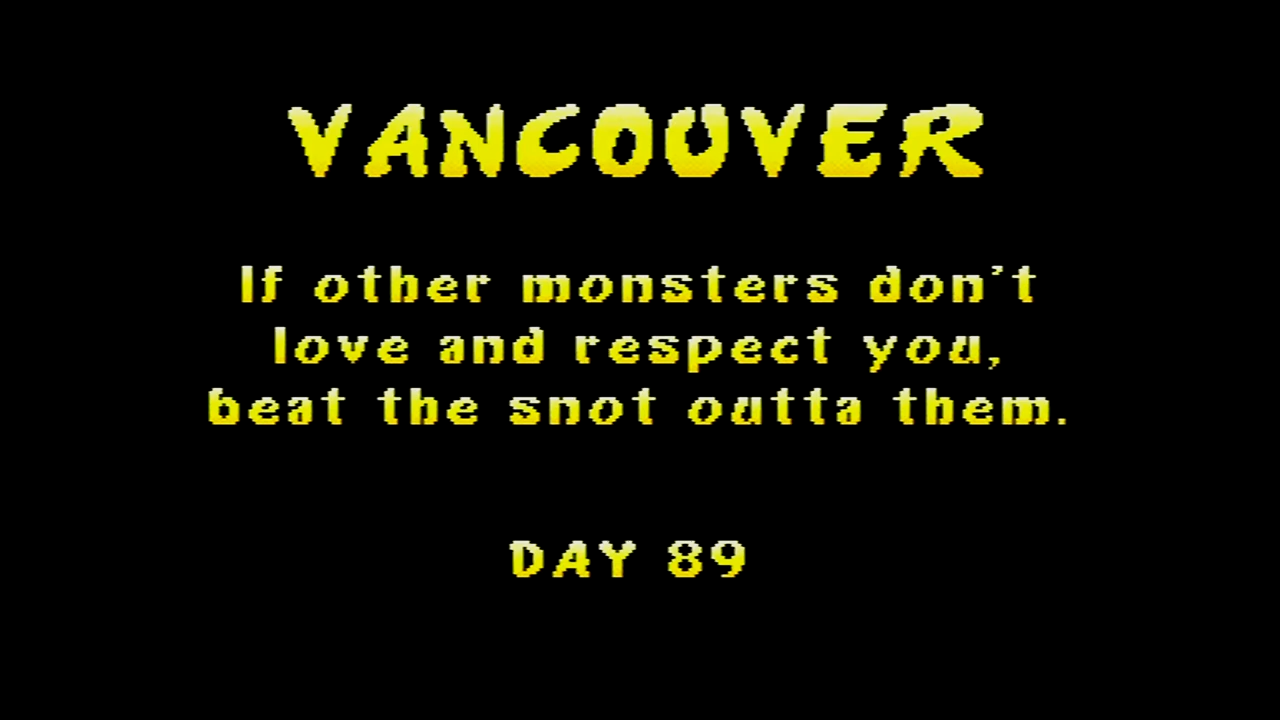 VANCOUVER
If other monsters don't
love and respect you,
beat the snot outta them.
DAY 89